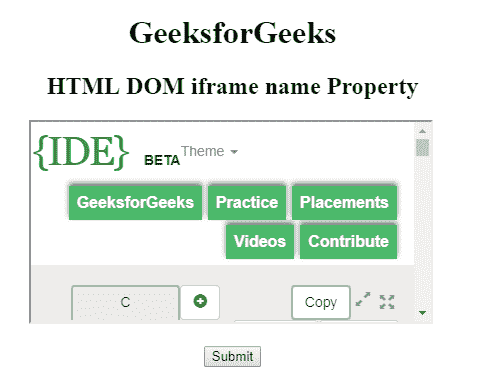 GeeksforGeeks
HTML DOM iframe name Property
{IDE} BETA Theme
GeeksforGeeks Practice Placements
Videos Contribute
C Copy
Submit